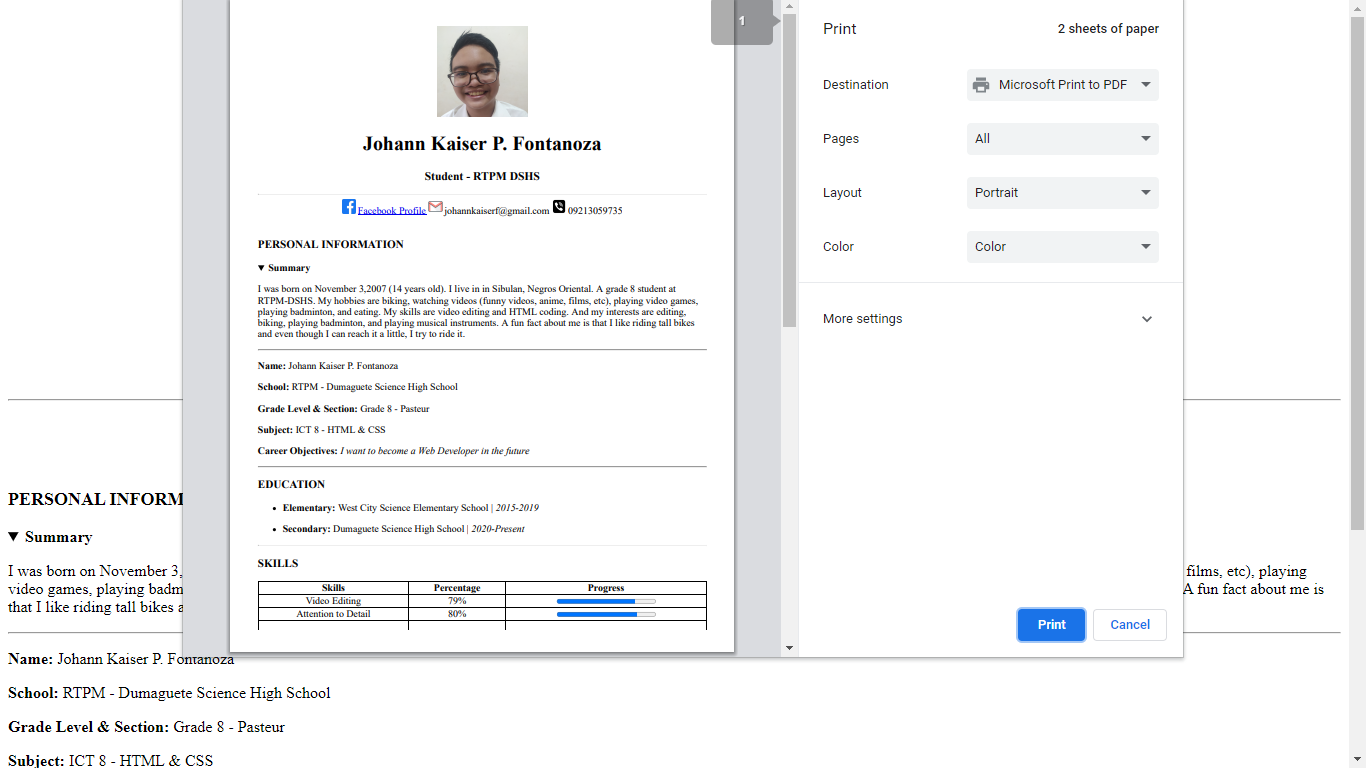 1
Johann Kaiser P. Fontanoza
Student - RTPM DSHS
Facebook Profile johannkaiserf@gmail.com 09213059735
PERSONAL INFORMATION
▼ Summary
I was born on November 3,2007 (14 years old). I live in in Sibulan, Negros Oriental. A grade 8 student at
RTPM-DSHS. My hobbies are biking, watching videos (funny videos, anime, films, etc), playing video games,
playing badminton, and eating. My skills are video editing and HTML coding. And my interests are editing,
biking, playing badminton, and playing musical instruments. A fun fact about me is that I like riding tall bikes
and even though I can reach it a little, I try to ride it.
Name: Johann Kaiser P. Fontanoza
School: RTPM - Dumaguete Science High School
Grade Level & Section: Grade 8 - Pasteur
Subject: ICT 8 - HTML & CSS
Career Objectives: I want to become a Web Developer in the future
EDUCATION
• Elementary: West City Science Elementary School | 2015-2019
• Secondary: Dumaguete Science High School | 2020-Present
SKILLS
Skills Percentage Progress
Video Editing 79%
Attention to Detail 80%
Print 2 sheets of paper
Destination Microsoft Print to PDF
Pages All
Layout Portrait
Color Color
More settings
Print Cancel
PERSONAL INFORM
▼ Summary
I was born on November 3, films, etc), playing
video games, playing badm A fun fact about me is
that I like riding tall bikes a
Name: Johann Kaiser P. Fontanoza
School: RTPM - Dumaguete Science High School
Grade Level & Section: Grade 8 - Pasteur
Subject: ICT 8 - HTML & CSS